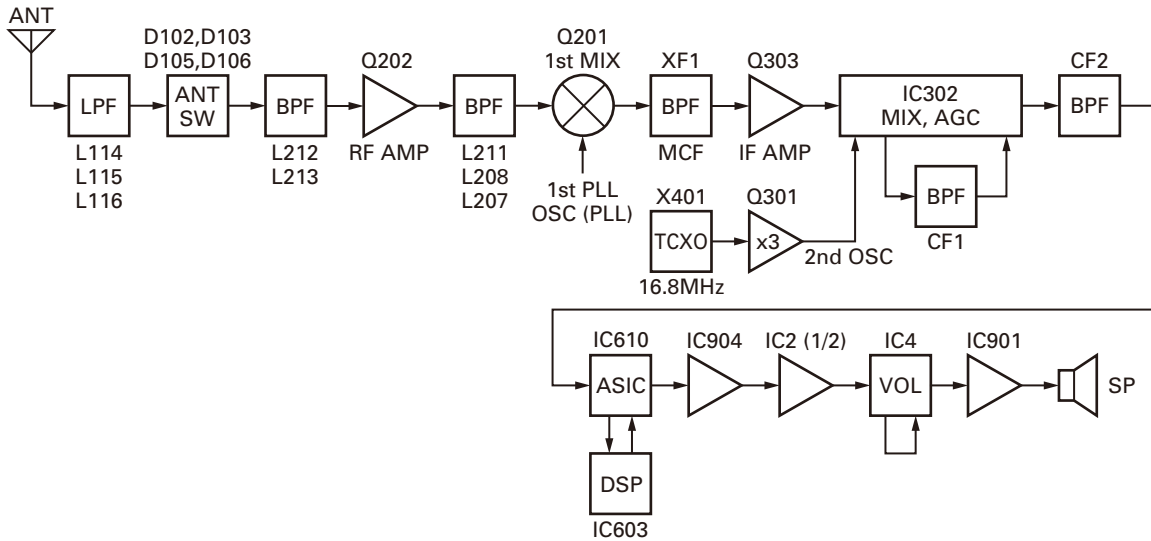 ANT
D102,D103
D105,D106
LPF
L114
L115
L116
ANT
SW
BPF
L212
L213
Q202
RF AMP
BPF
L211
L208
L207
Q201
1st MIX
1st PLL
OSC (PLL)
XF1
BPF
MCF
Q303
IF AMP
IC302
MIX, AGC
BPF
CF1
CF2
BPF
X401
TCXO
16.8MHz
Q301
x3
2nd OSC
IC610
ASIC
DSP
IC603
IC904
IC2 (1/2)
IC4
VOL
IC901
SP